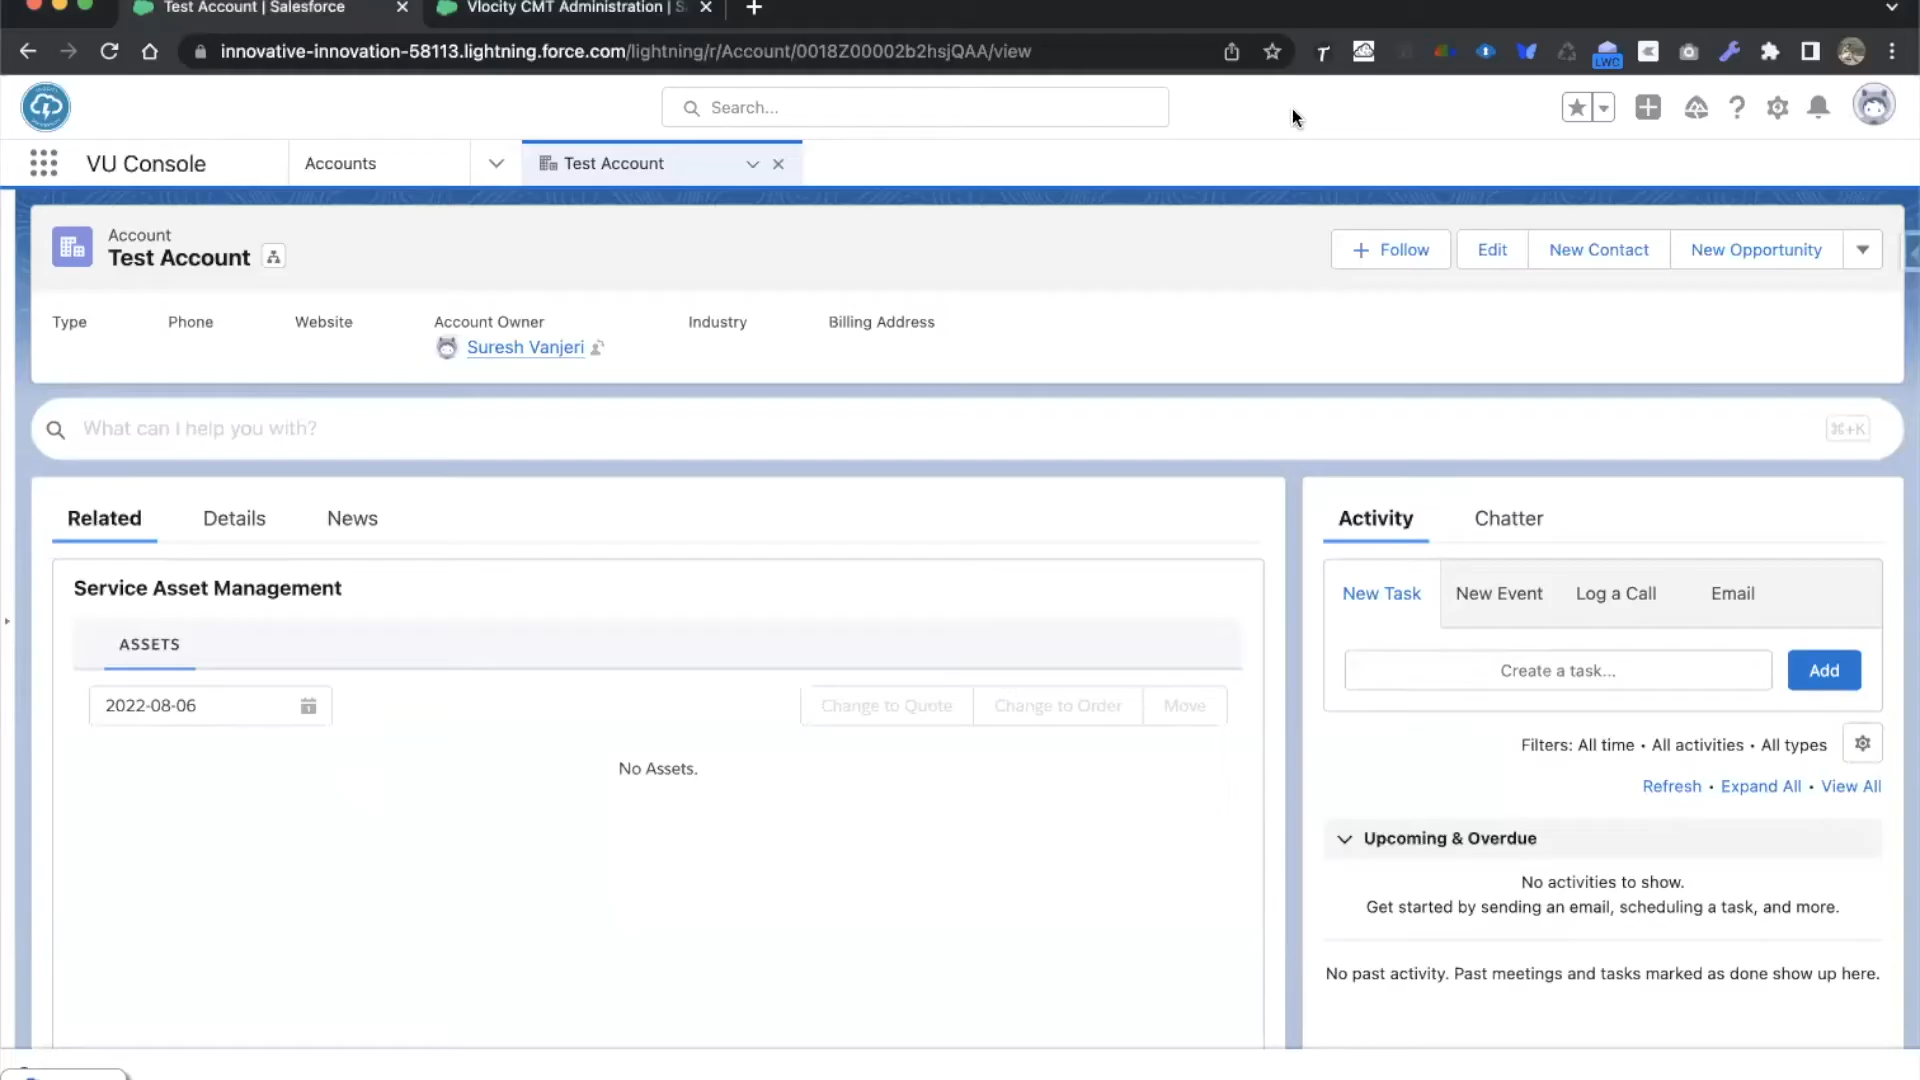 Test Account | Salesforce
Vlocity CMT Administration | S
innovative-innovation-58113.lightning.force.com/lightning/r/Account/0018Z00002b2hsjQAA/view
LWC
Search...
VU Console
Accounts
Test Account
Account
Test Account
Follow
Edit
New Contact
New Opportunity
Type
Phone
Website
Account Owner
Industry
Billing Address
Suresh Vanjeri
What can I help you with?
⌘+K
Related
Details
News
Activity
Chatter
Service Asset Management
New Task
New Event
Log a Call
Email
ASSETS
Create a task...
Add
2022-08-06
Change to Quote
Change to Order
Move
Filters: All time • All activities • All types
No Assets.
Refresh • Expand All • View All
Upcoming & Overdue
No activities to show.
Get started by sending an email, scheduling a task, and more.
No past activity. Past meetings and tasks marked as done show up here.